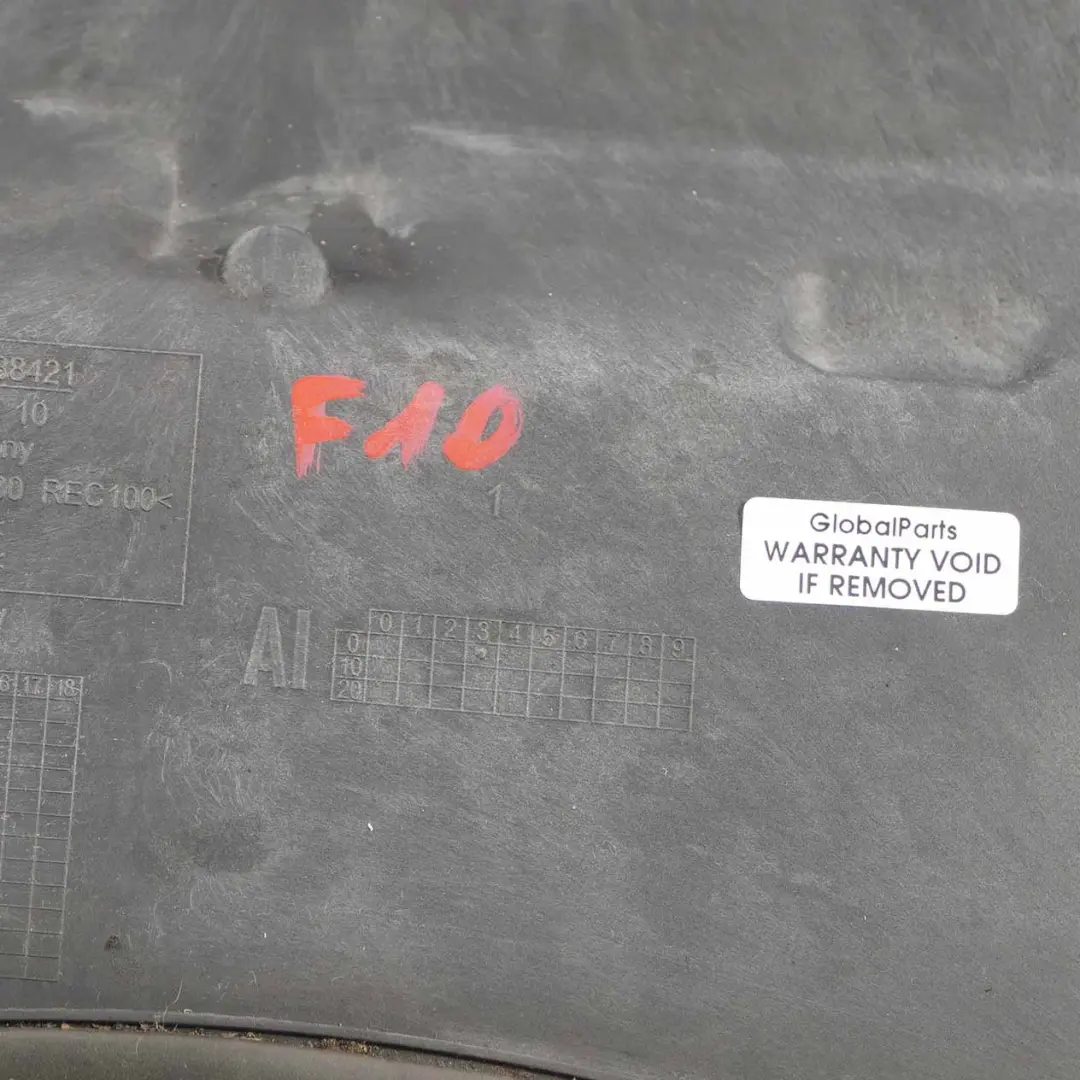 38421
10
ny
30 REC100<
F10
1
GlobalParts
WARRANTY VOID
IF REMOVED
AI
0 1 2 3 4 5 6 7 8 9
0
10
20
17 18